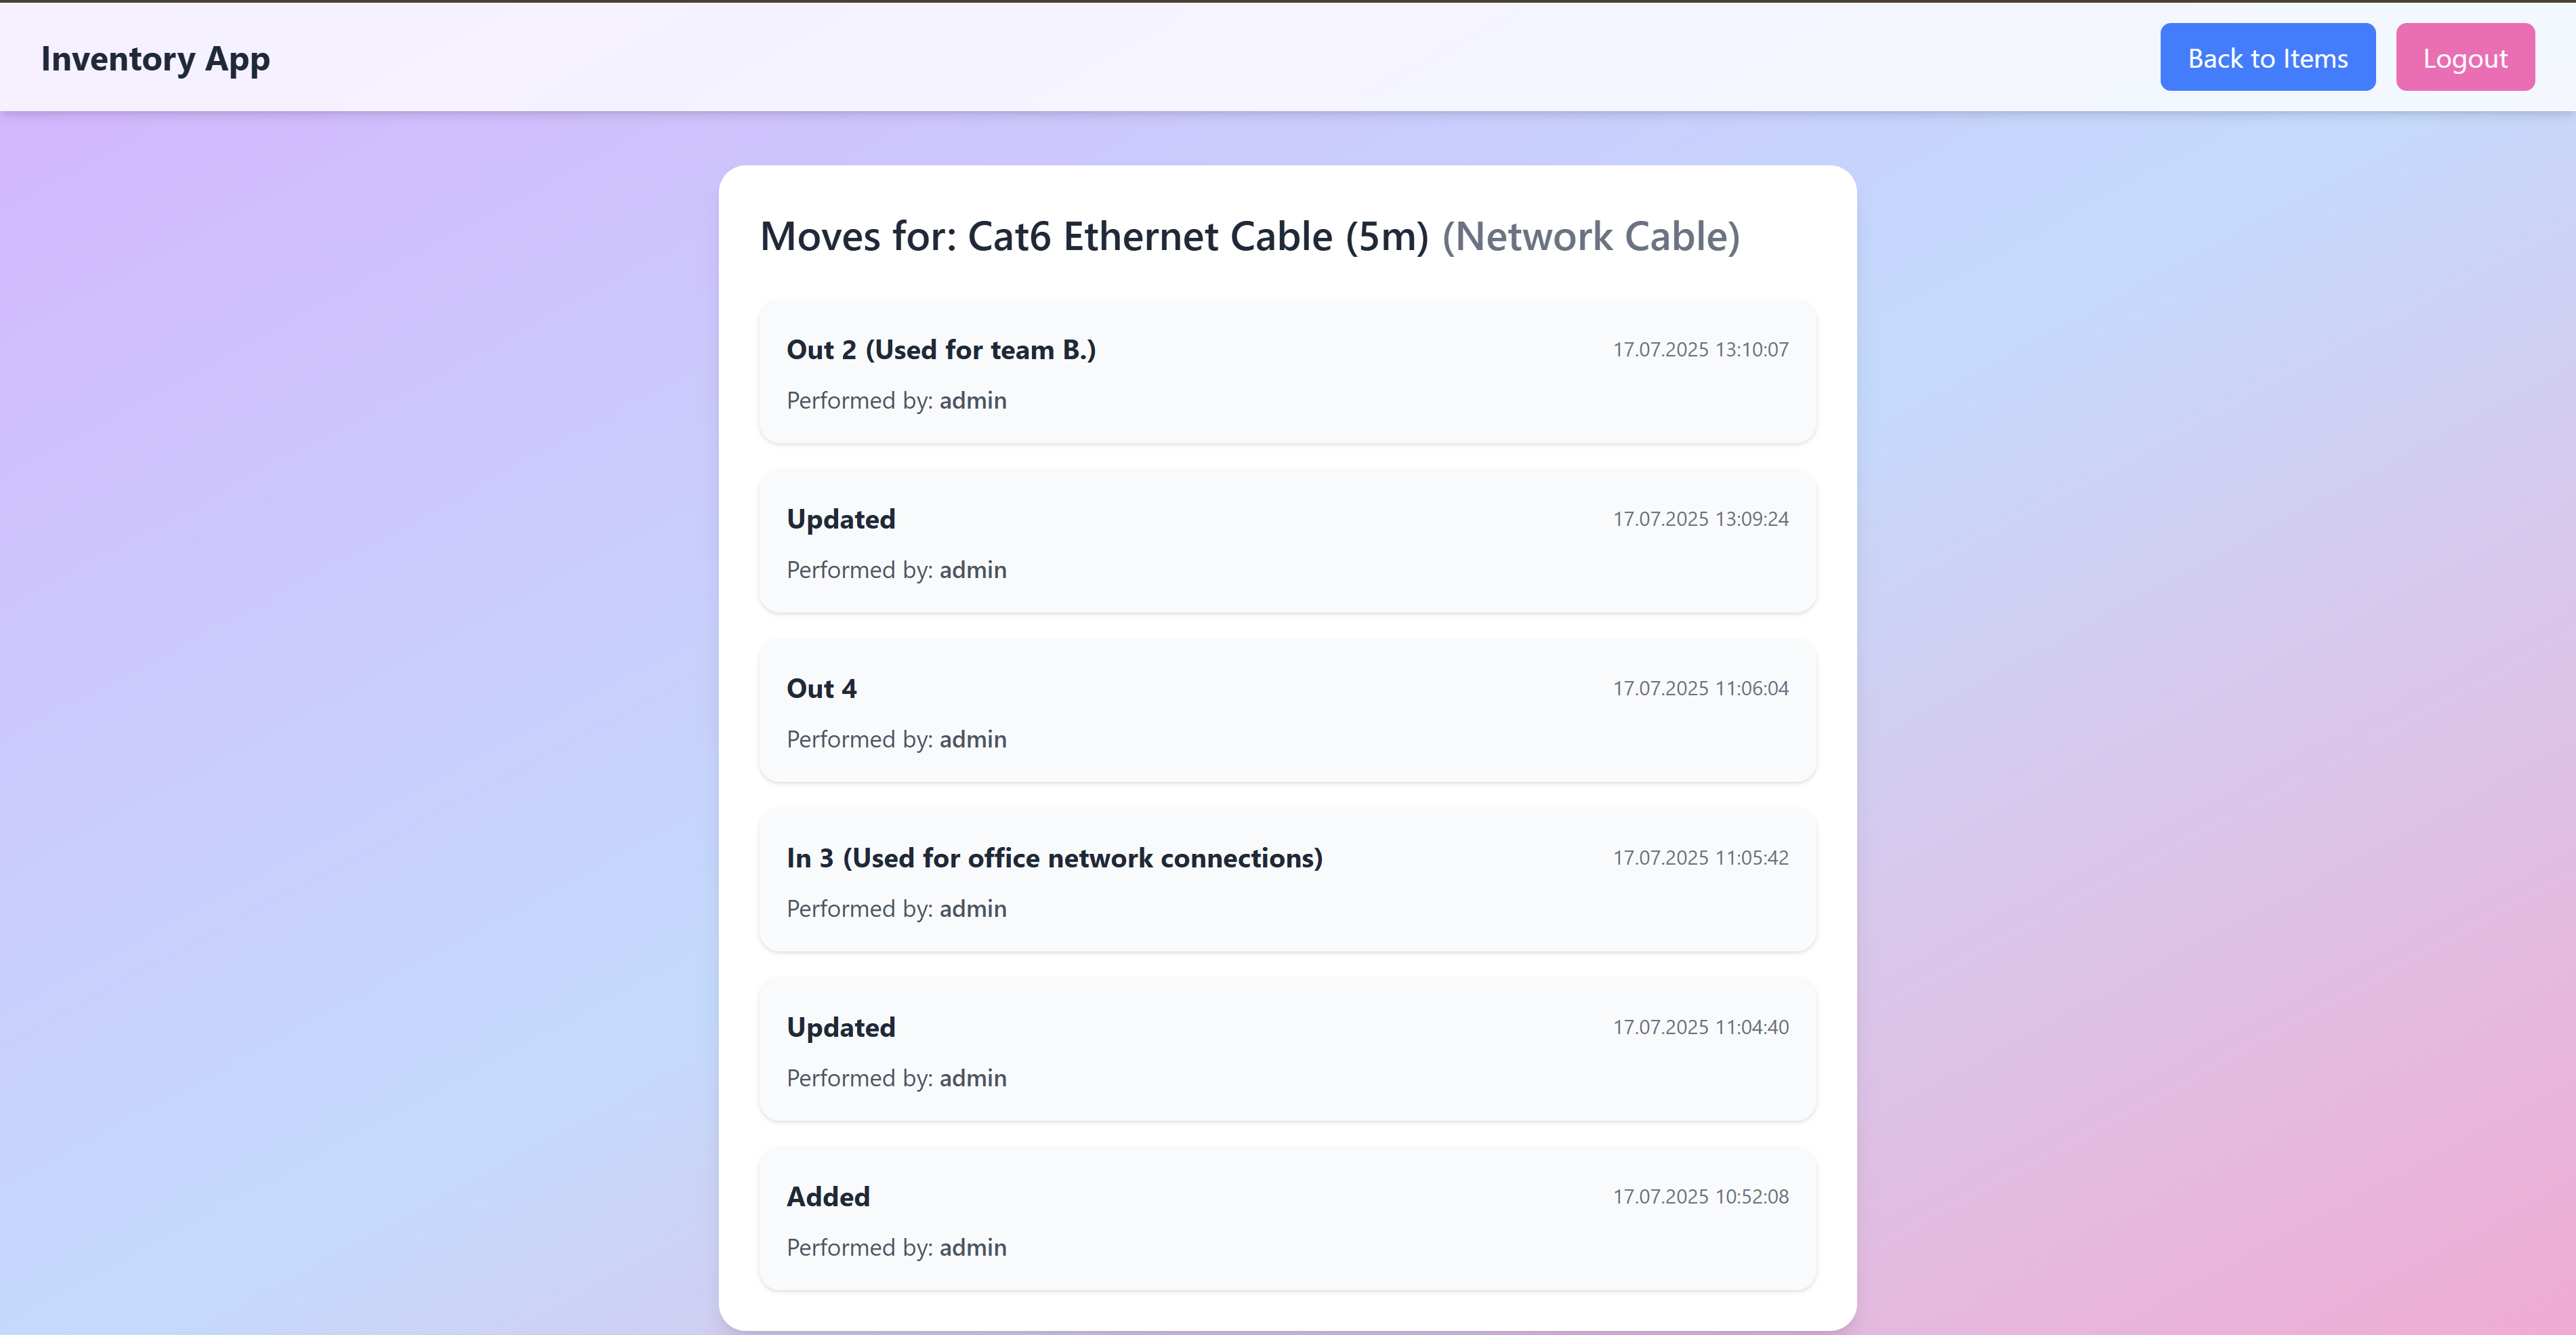 Inventory App
Back to Items
Logout
Moves for: Cat6 Ethernet Cable (5m) (Network Cable)
Out 2 (Used for team B.)
17.07.2025 13:10:07
Performed by: admin
Updated
17.07.2025 13:09:24
Performed by: admin
Out 4
17.07.2025 11:06:04
Performed by: admin
In 3 (Used for office network connections)
17.07.2025 11:05:42
Performed by: admin
Updated
17.07.2025 11:04:40
Performed by: admin
Added
17.07.2025 10:52:08
Performed by: admin